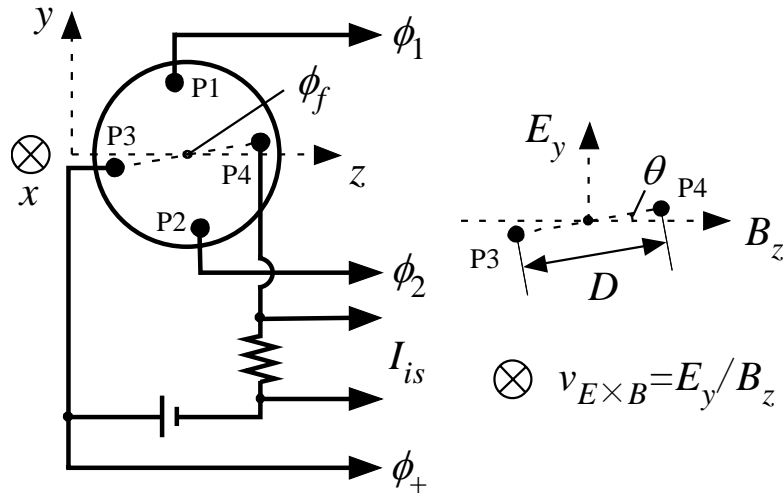 y
ϕ1
P1
ϕf
P3
P4
x
z
P2
ϕ2
Iis
ϕ+
Ey
θ
P4
P3
Bz
D
vE×B=Ey/Bz